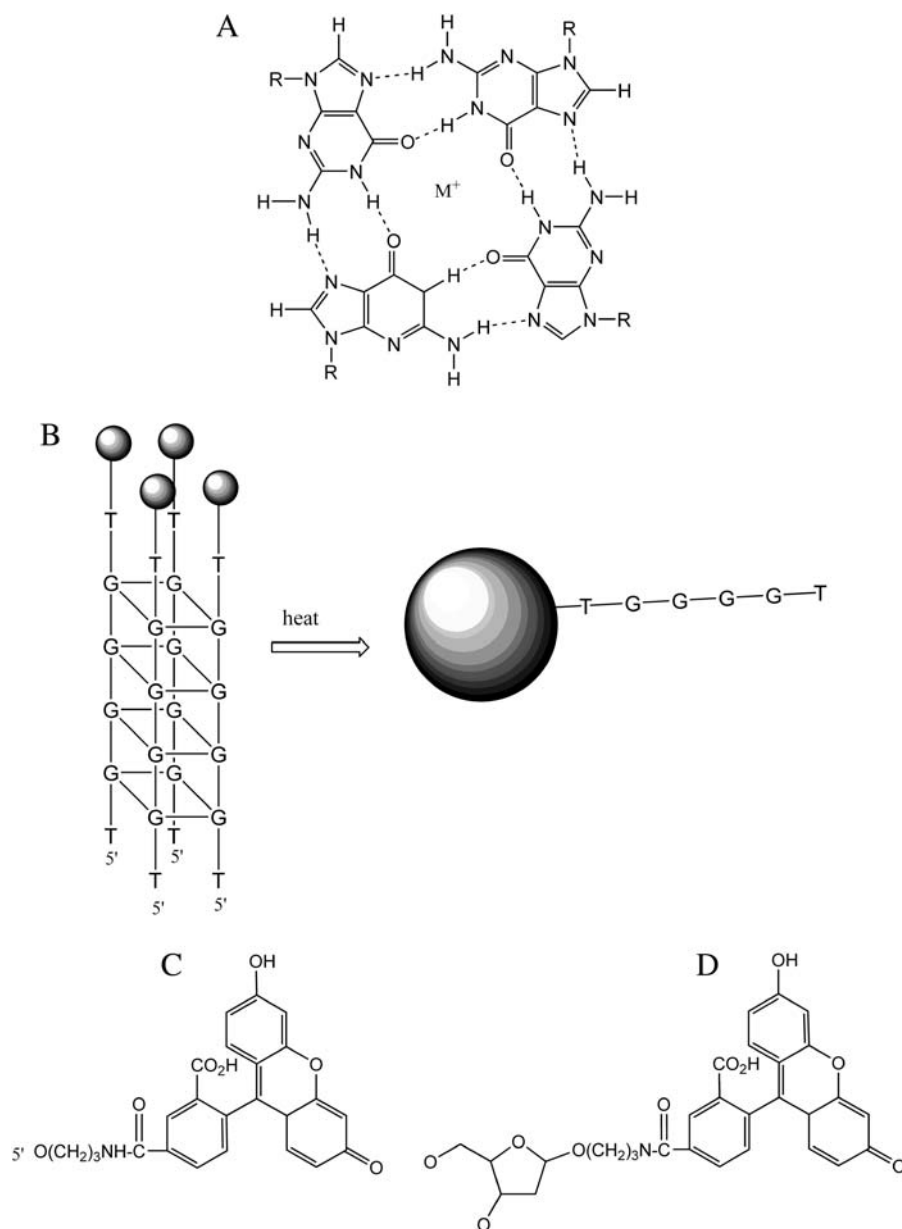 A
H H R
H N N N
R N N H H
N N
H O
N O H
N M+ H N H
H N H H N
H O N
O N
N H
H N N R
N N H
N
R H
B
T T
T T T G G G G T
G G
heat
G G
G G
G G
G G
G G
G G
G G
T T
5' 5'
T T
5' 5'
C D
OH OH
CO2H O CO2H O
O O
5' O(CH2)3NH C O
O O O(CH2)3N C O
O